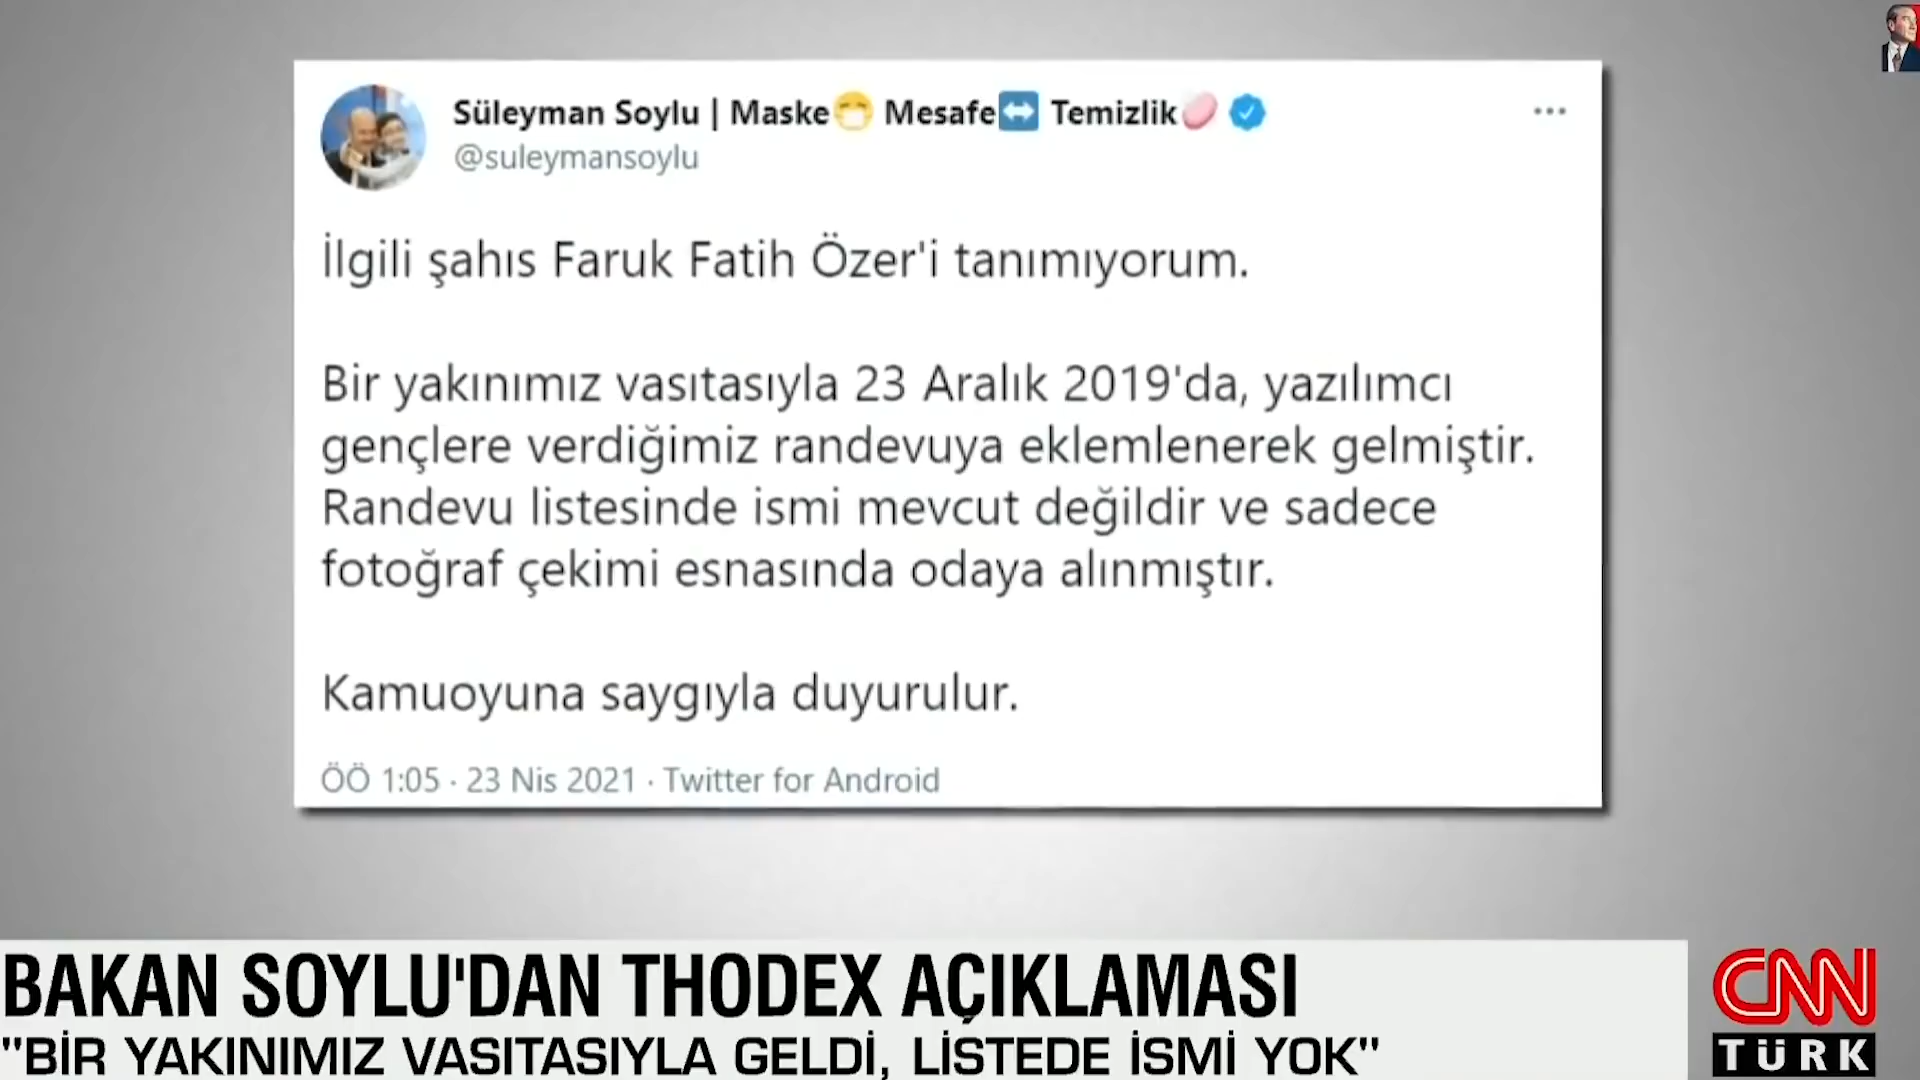 Süleyman Soylu | Maske😷 Mesafe↔️ Temizlik🧼
@suleymansoylu
İlgili şahıs Faruk Fatih Özer'i tanımıyorum.
Bir yakınımız vasıtasıyla 23 Aralık 2019'da, yazılımcı
gençlere verdiğimiz randevuya eklemlenerek gelmiştir.
Randevu listesinde ismi mevcut değildir ve sadece
fotoğraf çekimi esnasında odaya alınmıştır.
Kamuoyuna saygıyla duyurulur.
ÖÖ 1:05 · 23 Nis 2021 · Twitter for Android
BAKAN SOYLU'DAN THODEX AÇIKLAMASI
"BİR YAKINIMIZ VASITASIYLA GELDİ, LİSTEDE İSMİ YOK"
CNN
TÜRK